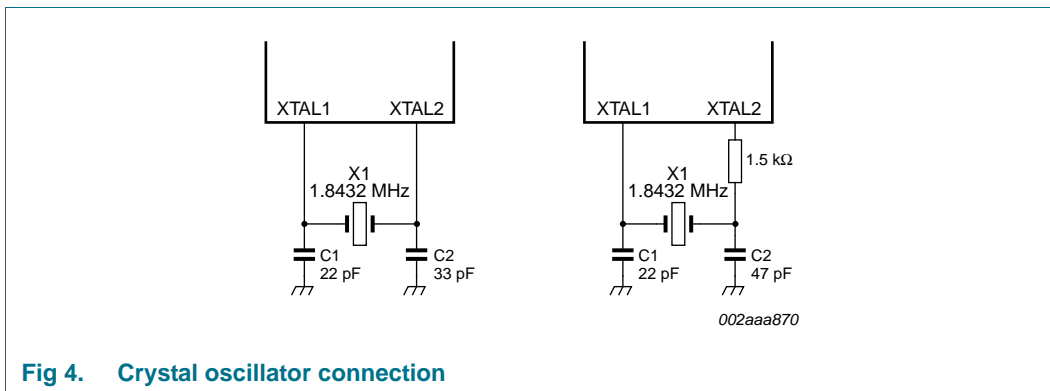 XTAL1 XTAL2
X1
1.8432 MHz
C1
22 pF
C2
33 pF
XTAL1 XTAL2
1.5 kΩ
X1
1.8432 MHz
C1
22 pF
C2
47 pF
002aaa870
Fig 4. Crystal oscillator connection